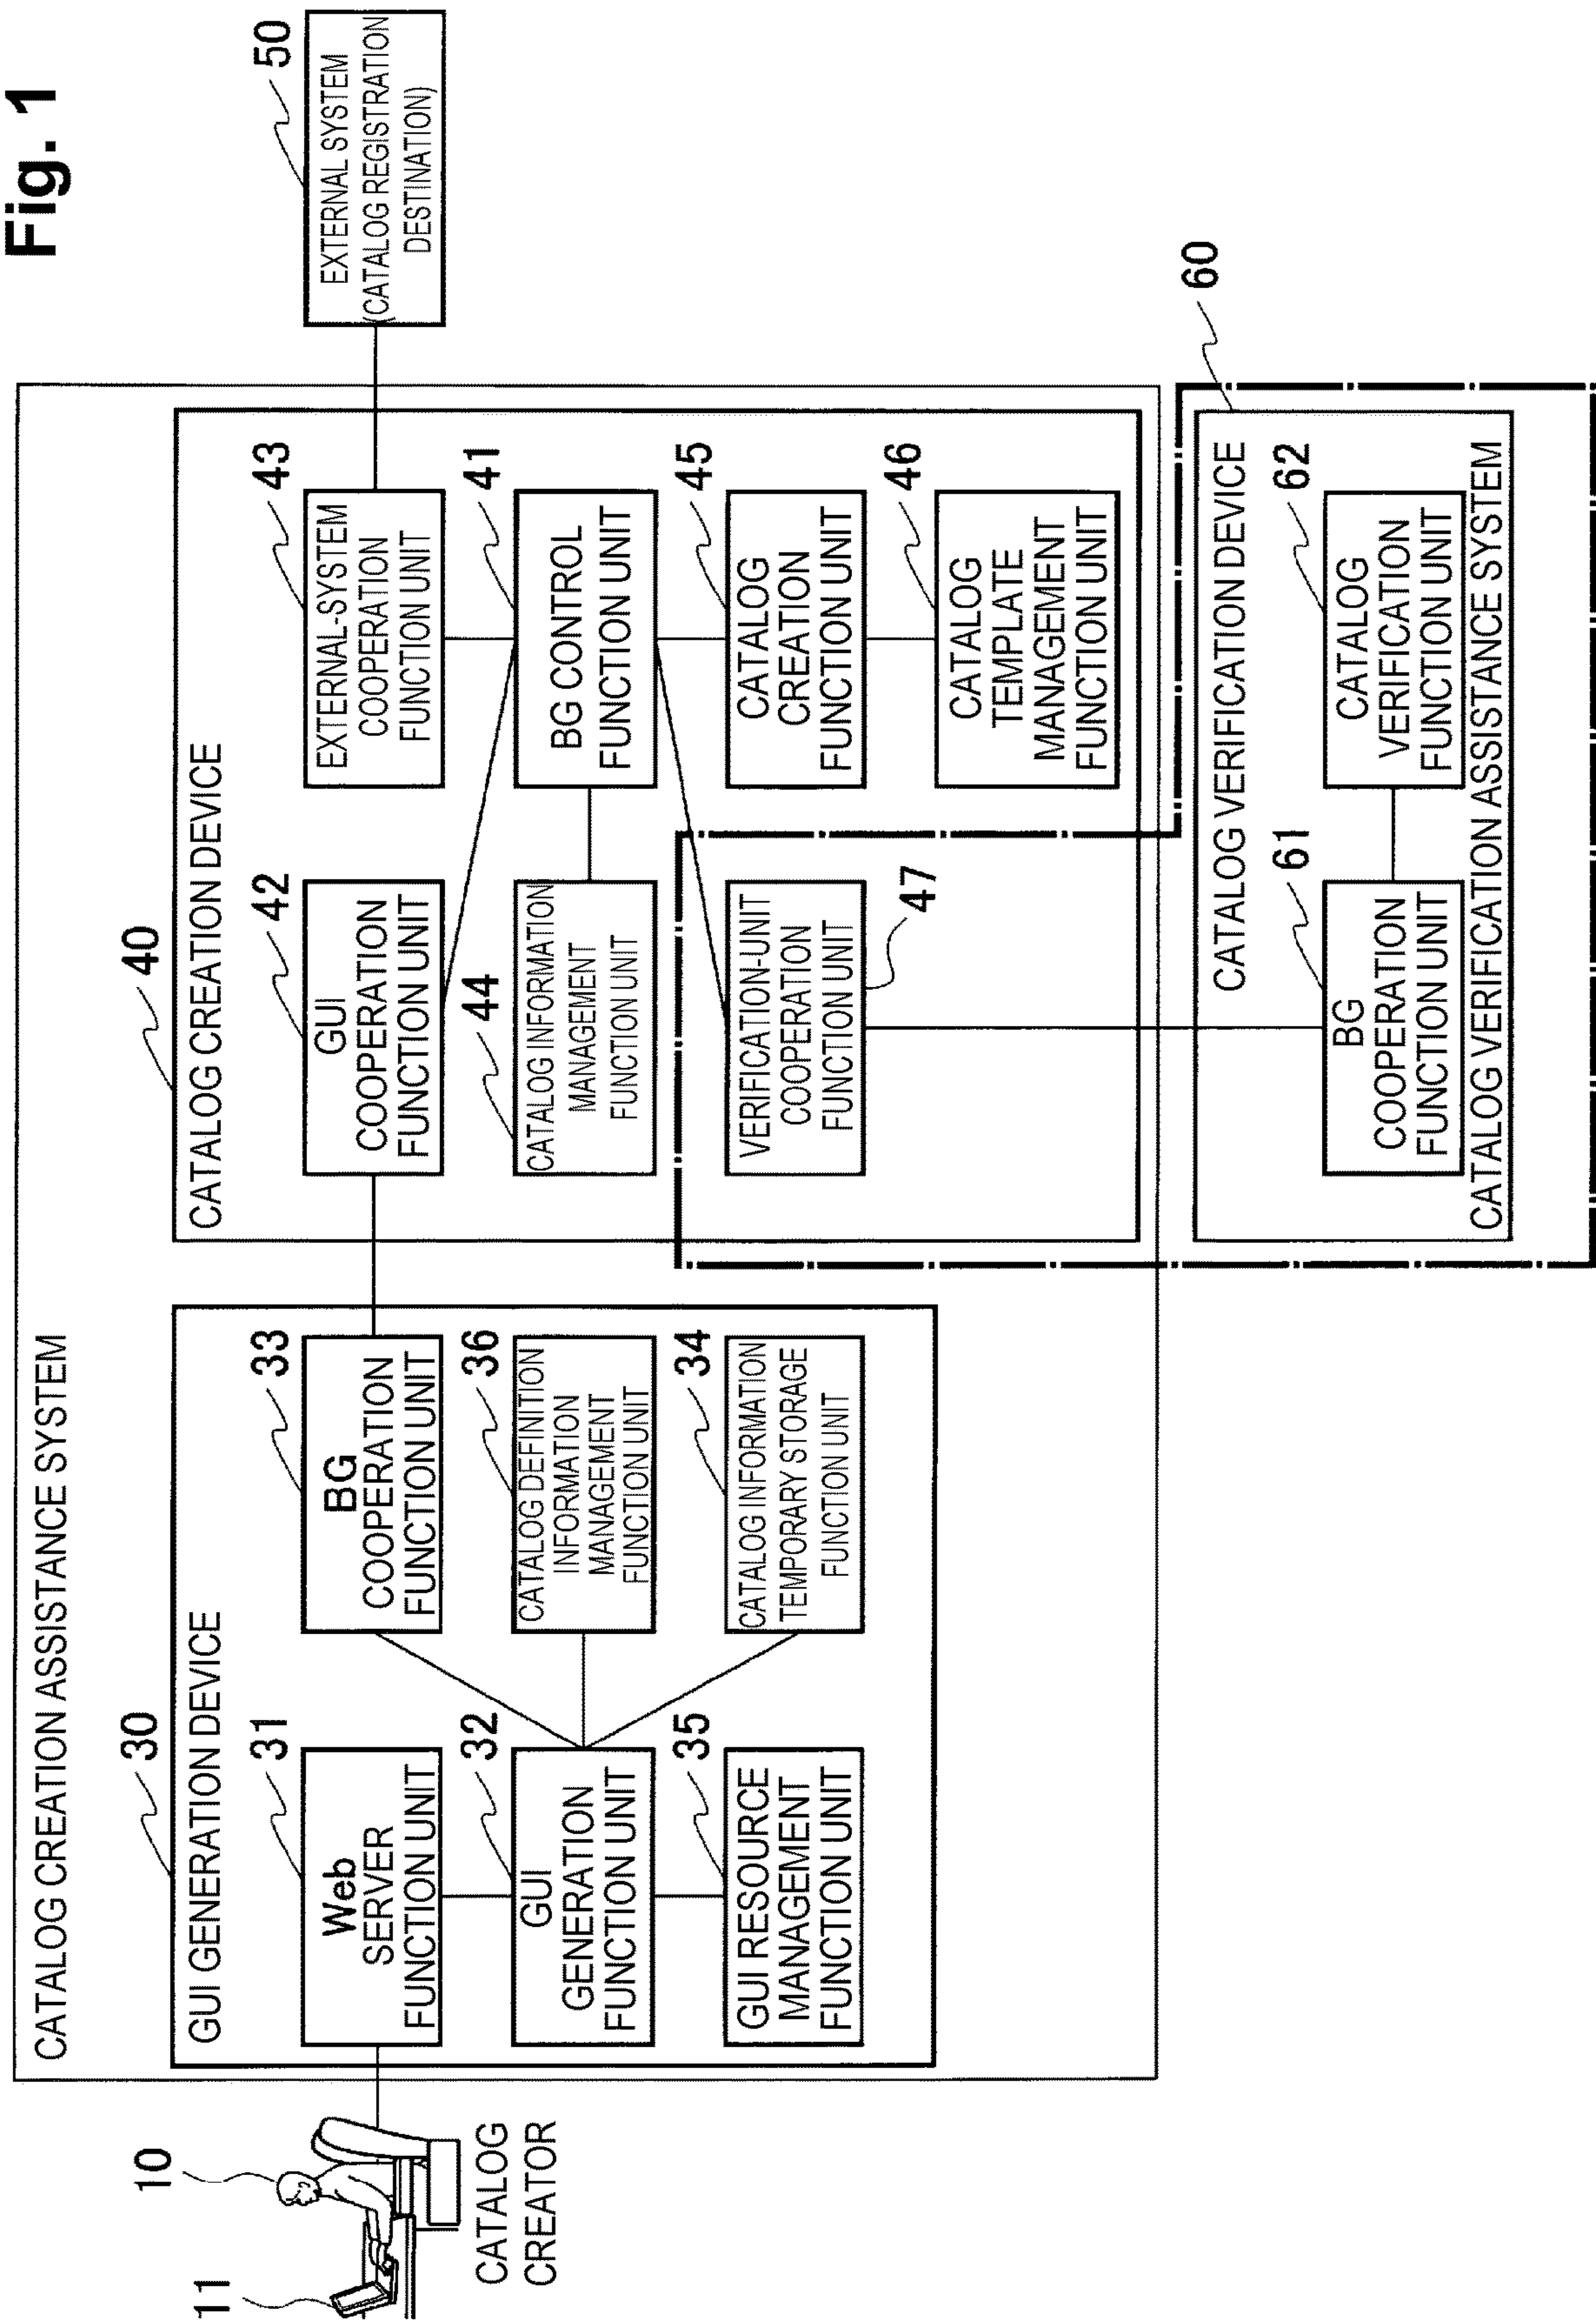 Fig. 1
CATALOG CREATION ASSISTANCE SYSTEM
10
11
CATALOG
CREATOR
30
GUI GENERATION DEVICE
31
Web
SERVER
FUNCTION UNIT
32
GUI
GENERATION
FUNCTION UNIT
35
GUI RESOURCE
MANAGEMENT
FUNCTION UNIT
33
BG
COOPERATION
FUNCTION UNIT
36
CATALOG DEFINITION
INFORMATION
MANAGEMENT
FUNCTION UNIT
34
CATALOG INFORMATION
TEMPORARY STORAGE
FUNCTION UNIT
40
CATALOG CREATION DEVICE
42
GUI
COOPERATION
FUNCTION UNIT
44
CATALOG INFORMATION
MANAGEMENT
FUNCTION UNIT
VERIFICATION-UNIT
COOPERATION
FUNCTION UNIT
47
43
EXTERNAL-SYSTEM
COOPERATION
FUNCTION UNIT
41
BG CONTROL
FUNCTION UNIT
45
CATALOG
CREATION
FUNCTION UNIT
46
CATALOG
TEMPLATE
MANAGEMENT
FUNCTION UNIT
50
EXTERNAL SYSTEM
(CATALOG REGISTRATION
DESTINATION)
60
CATALOG VERIFICATION DEVICE
61
BG
COOPERATION
FUNCTION UNIT
62
CATALOG
VERIFICATION
FUNCTION UNIT
CATALOG VERIFICATION ASSISTANCE SYSTEM